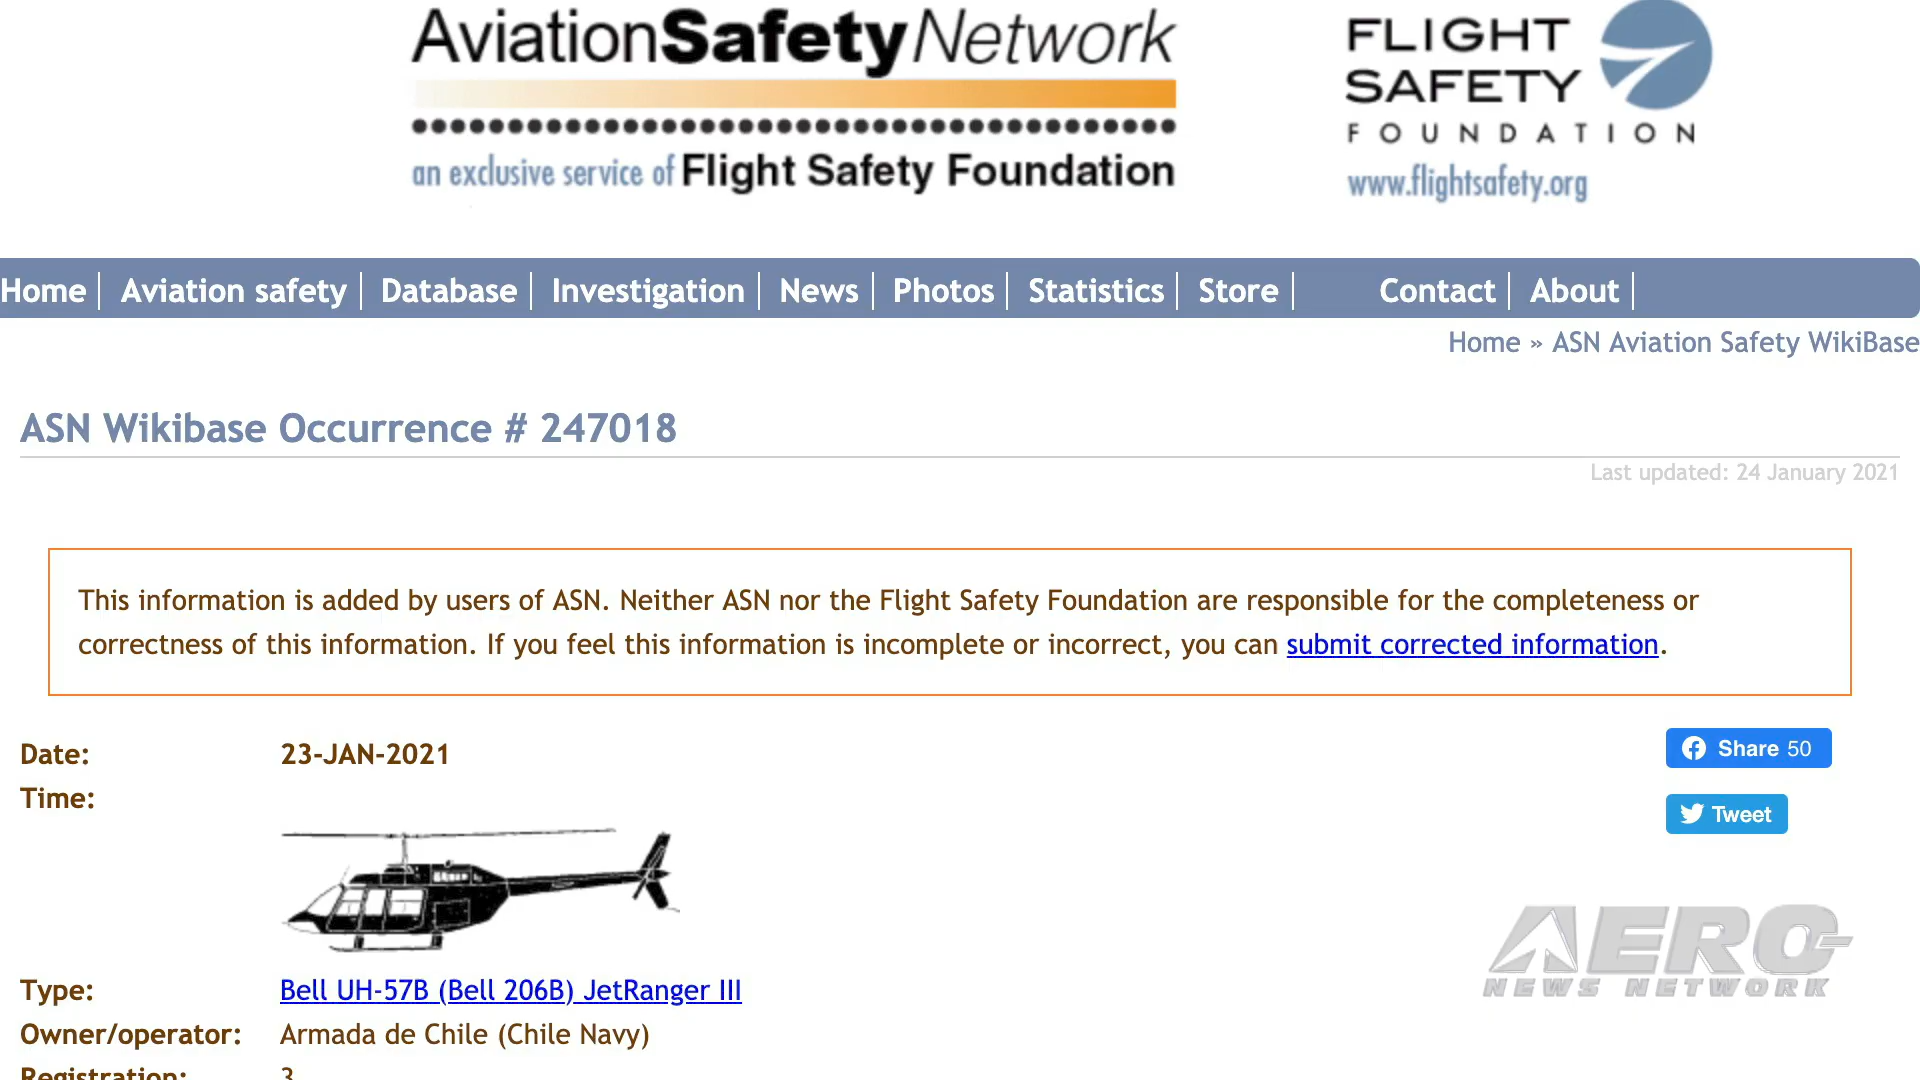 AviationSafetyNetwork
an exclusive service of Flight Safety Foundation
FLIGHT
SAFETY
FOUNDATION
www.flightsafety.org
Home Aviation safety Database Investigation News Photos Statistics Store Contact About
Home » ASN Aviation Safety WikiBase
ASN Wikibase Occurrence # 247018
Last updated: 24 January 2021
This information is added by users of ASN. Neither ASN nor the Flight Safety Foundation are responsible for the completeness or
correctness of this information. If you feel this information is incomplete or incorrect, you can submit corrected information.
Date: 23-JAN-2021
Share 50
Time:
Tweet
Type: Bell UH-57B (Bell 206B) JetRanger III
Owner/operator: Armada de Chile (Chile Navy)
Registration: 3
AERO-
NEWS NETWORK